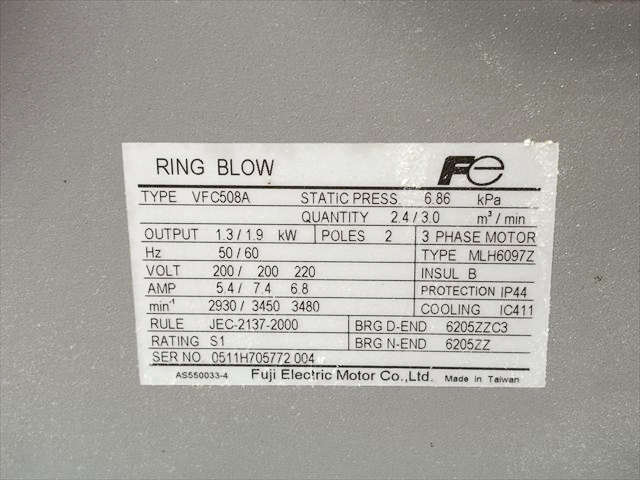 RING BLOW Fe
TYPE VFC508A STATIC PRESS. 6.86 kPa
QUANTITY 2.4 / 3.0 m³ / min
OUTPUT 1.3 / 1.9 kW POLES 2 3 PHASE MOTOR
Hz 50 / 60 TYPE MLH6097Z
VOLT 200 / 200 220 INSUL B
AMP 5.4 / 7.4 6.8 PROTECTION IP44
min⁻¹ 2930 / 3450 3480 COOLING IC411
RULE JEC-2137-2000 BRG D-END 6205ZZC3
RATING S1 BRG N-END 6205ZZ
SER NO. 0511H705772 004
AS550033-4 Fuji Electric Motor Co.,Ltd. Made in Taiwan